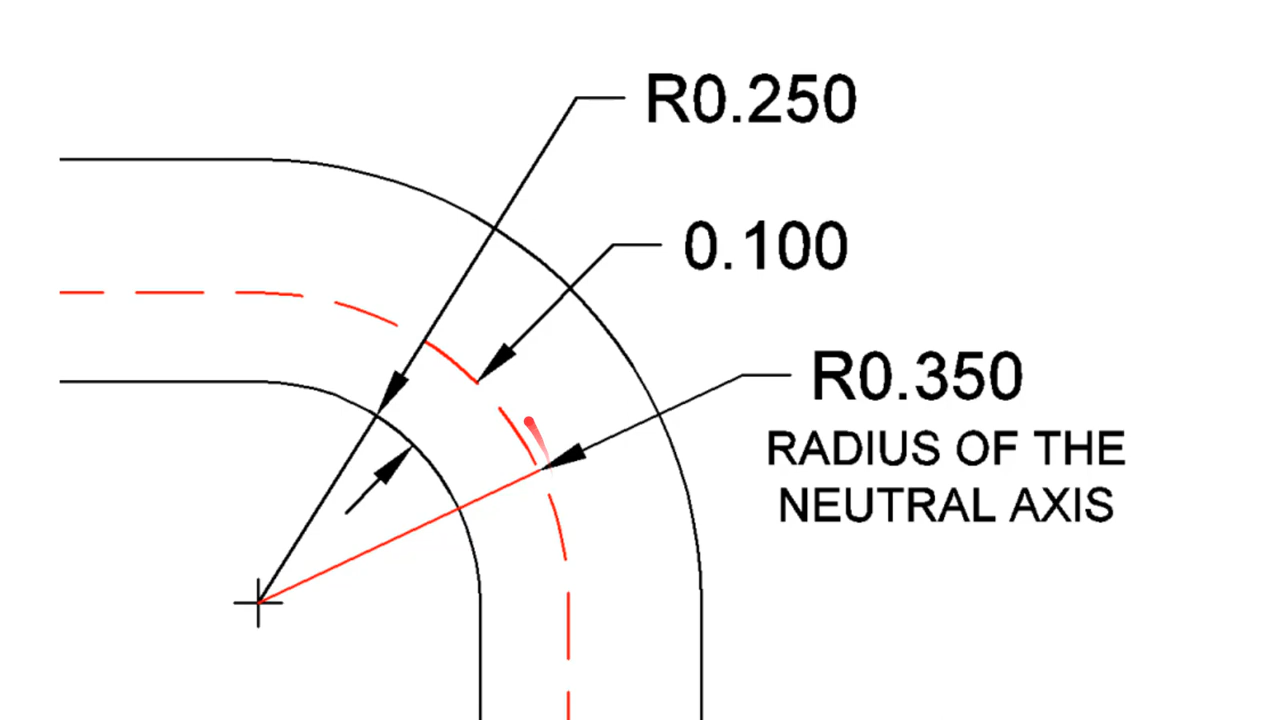 R0.250
0.100
R0.350
RADIUS OF THE
NEUTRAL AXIS